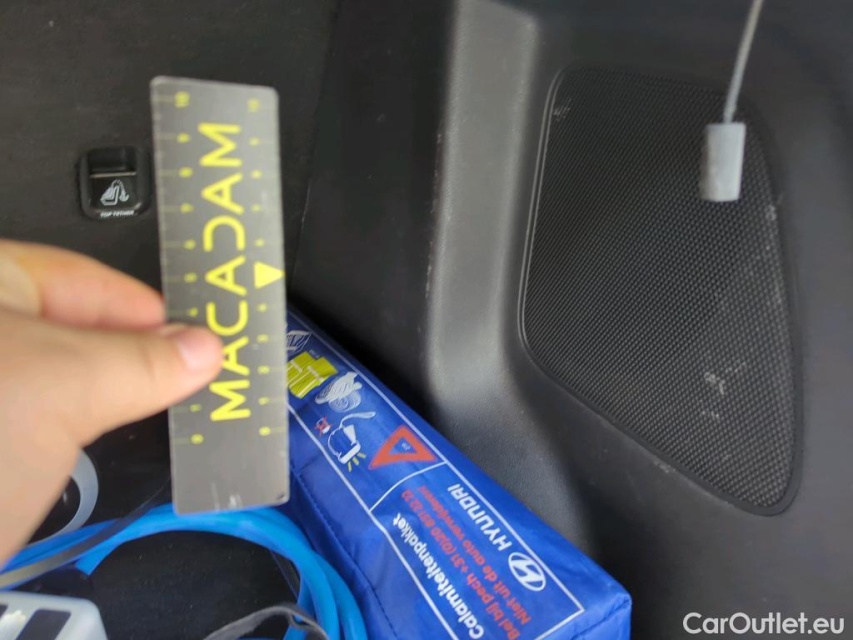 MACADAM
TOP TETHER
HYUNDAI
Calamiteitenpakket
Niet uit de auto verwijderen!
CarOutlet.eu